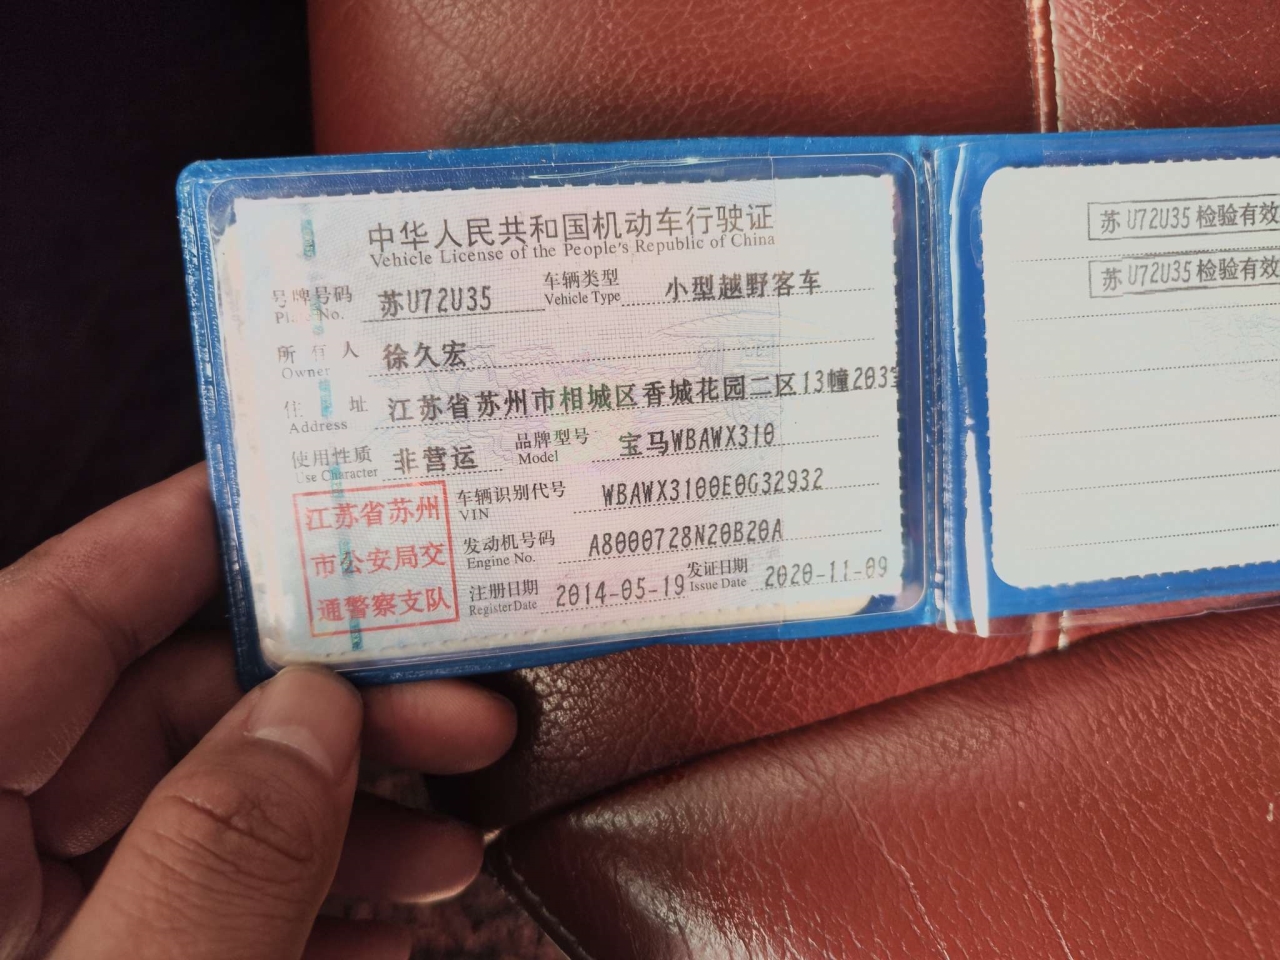 中华人民共和国机动车行驶证
Vehicle License of the People's Republic of China
号牌号码 苏U72U35 车辆类型 小型越野客车
Plate No. Vehicle Type
所有人 徐久宏
Owner
住址 江苏省苏州市相城区香城花园二区13幢203室
Address
使用性质 非营运 品牌型号 宝马WBAWX310
Use Character Model
江苏省苏州
市公安局交
通警察支队
车辆识别代号 WBAWX3100E0G32932
VIN
发动机号码 A8000728N20B20A
Engine No.
注册日期 2014-05-19 发证日期 2020-11-09
Register Date Issue Date
苏U72U35检验有效
苏U72U35检验有效